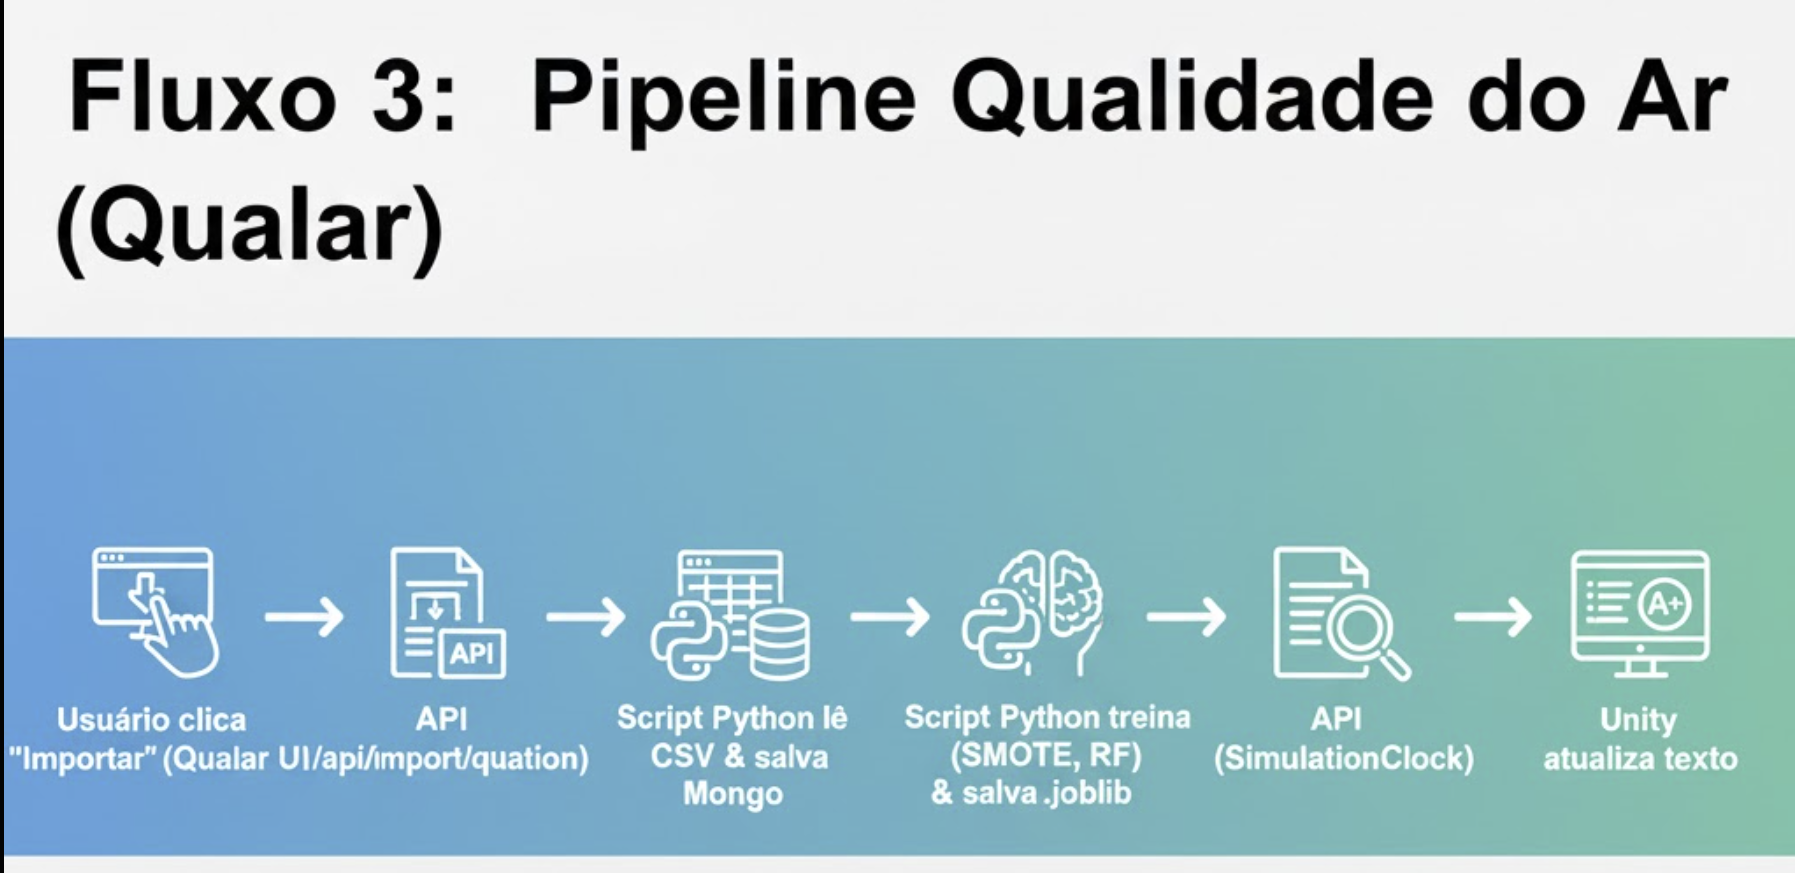 Fluxo 3: Pipeline Qualidade do Ar
(Qualar)
API
A+
Usuário clica
"Importar" (Qualar UI/api/import/quation)
API
Script Python lê
CSV & salva
Mongo
Script Python treina
(SMOTE, RF)
& salva .joblib
API
(SimulationClock)
Unity
atualiza texto